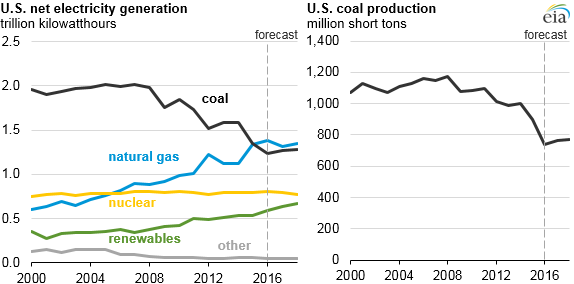 U.S. net electricity generation
trillion kilowatthours
forecast
2.5
2.0
1.5
1.0
0.5
0.0
coal
natural gas
nuclear
renewables
other
2000 2004 2008 2012 2016
U.S. coal production
million short tons
eia
forecast
1,400
1,200
1,000
800
600
400
200
0
2000 2004 2008 2012 2016